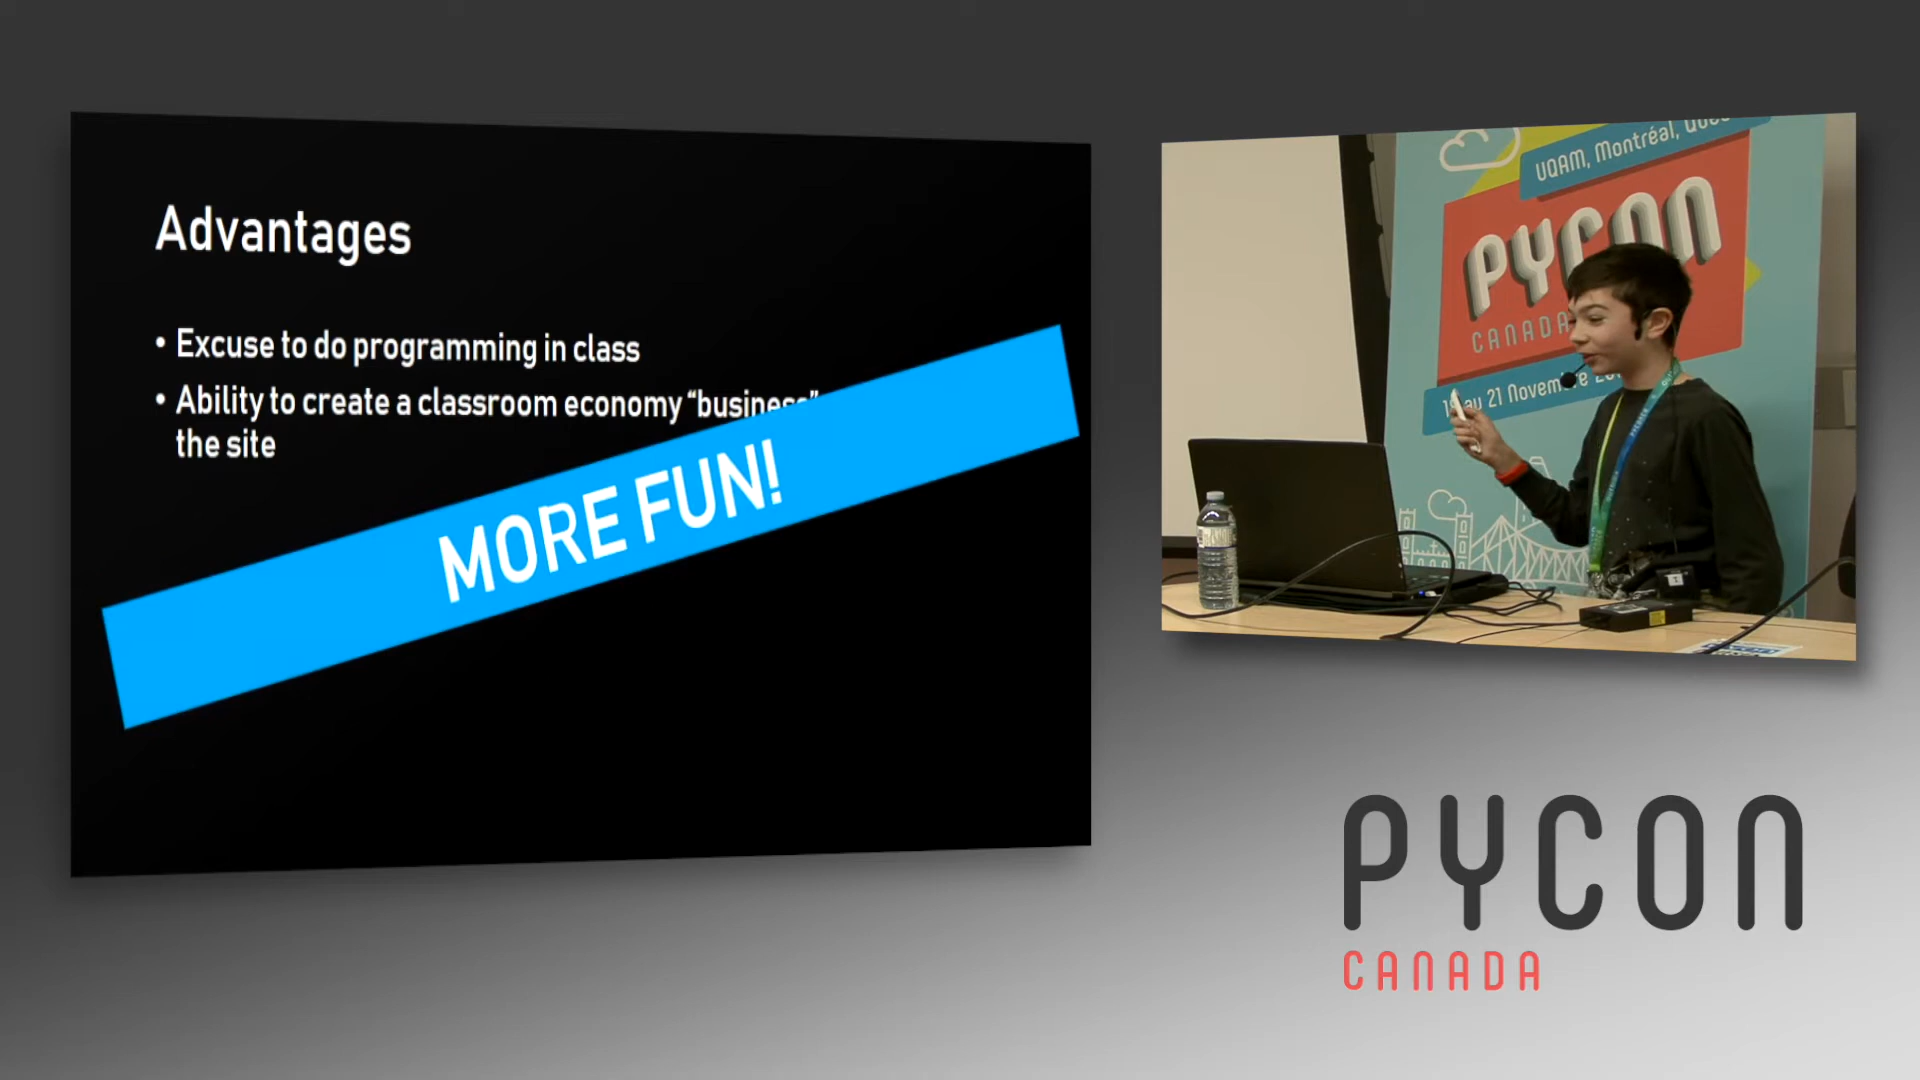 Advantages
• Excuse to do programming in class
• Ability to create a classroom economy “business”
the site
MORE FUN!
UQAM, Montréal,
PYCON
CANADA
au 21 Novem
PYCON
CANADA